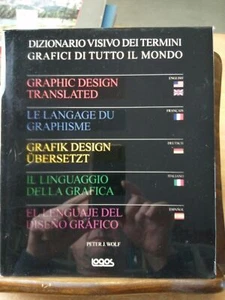 DIZIONARIO VISIVO DEI TERMINI
GRAFICI DI TUTTO IL MONDO
ENGLISH
GRAPHIC DESIGN
TRANSLATED
FRANÇAIS
LE LANGAGE DU
GRAPHISME
DEUTSCH
GRAFIK DESIGN
ÜBERSETZT
ITALIANO
IL LINGUAGGIO
DELLA GRAFICA
ESPAÑOL
EL LENGUAJE DEL
DISEÑO GRÁFICO
PETER J. WOLF
LOGOS